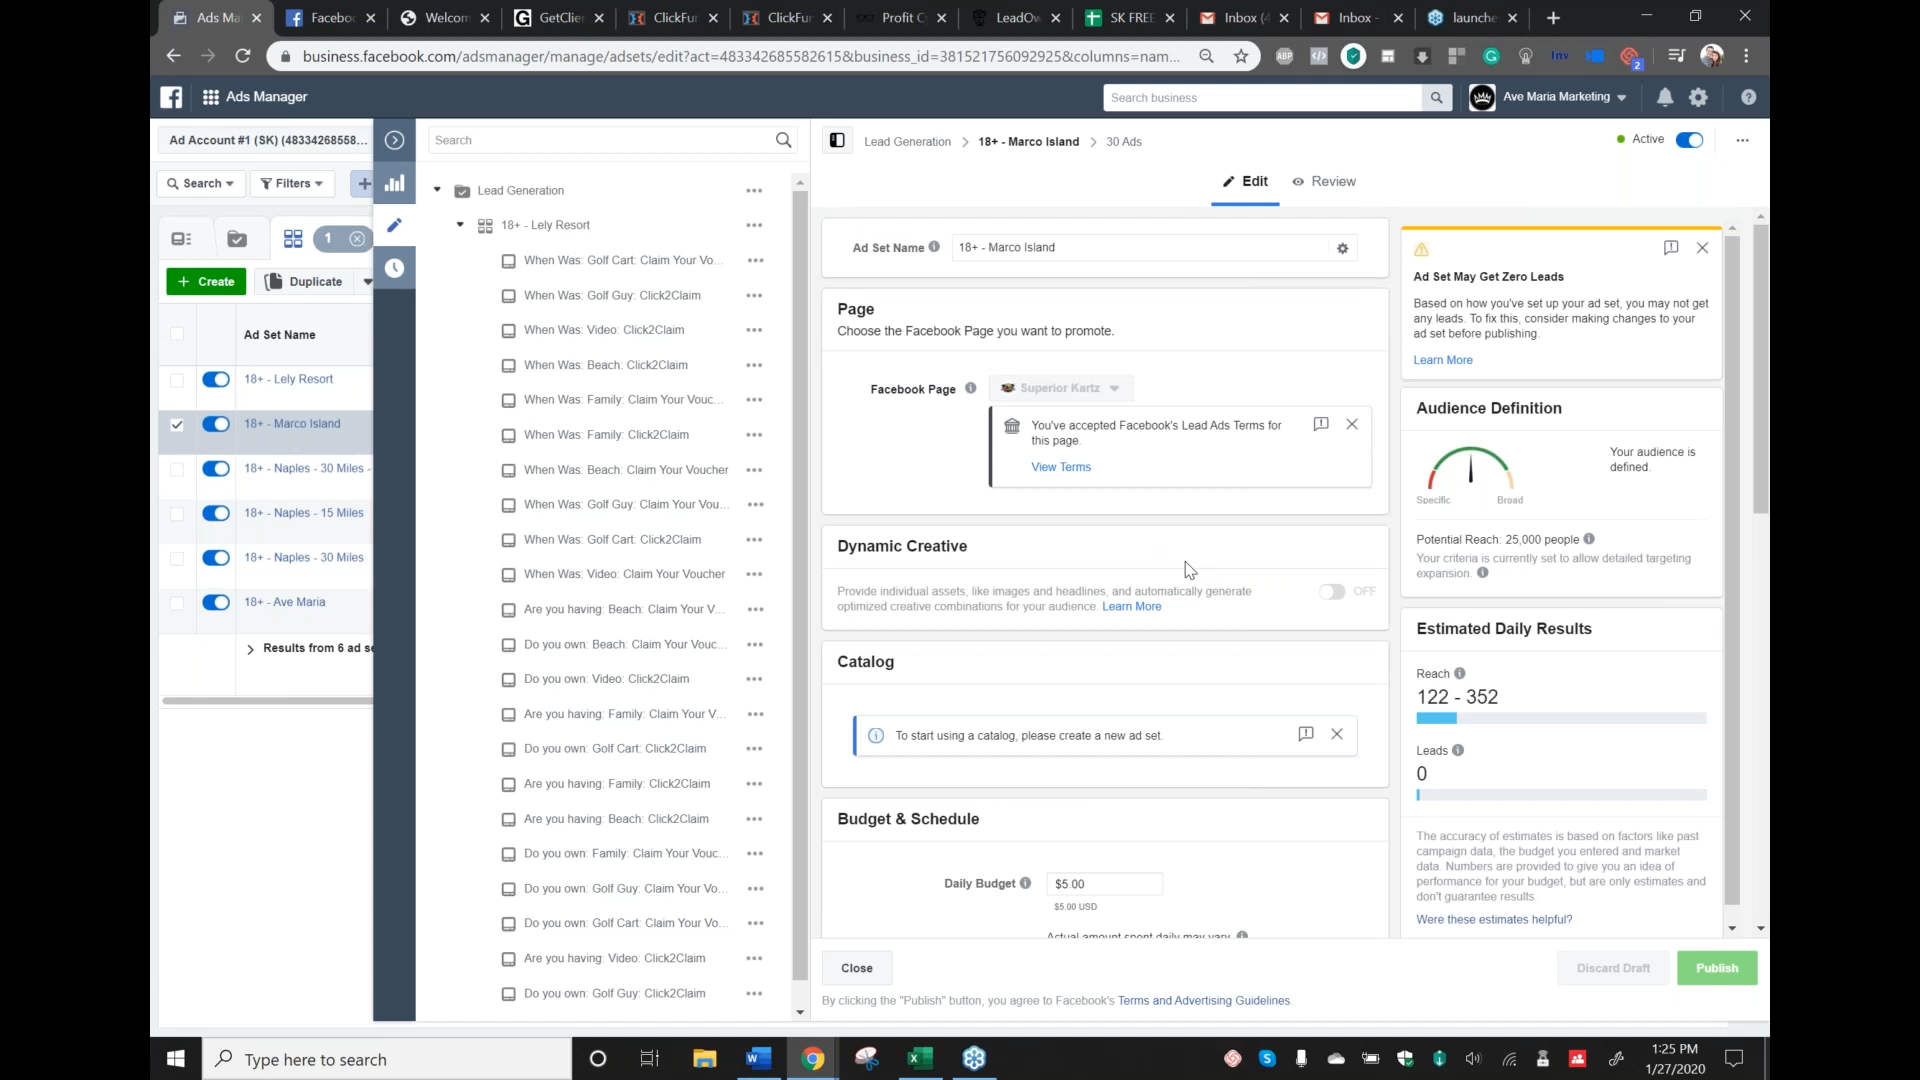 Ads Ma
Facebo
Welcom
GetClie
ClickFu
ClickFu
Profit C
LeadOw
SK FREE
Inbox (
Inbox -
launche
business.facebook.com/adsmanager/manage/adsets/edit?act=483342685582615&business_id=381521756092925&columns=nam...
ABP
Inv
2
Ads Manager
Search business
Ave Maria Marketing
Ad Account #1 (SK) (48334268558...
Search
Lead Generation
18+ - Marco Island
30 Ads
Active
Search
Filters
Edit
Review
Lead Generation
18+ - Lely Resort
1
Create
Duplicate
Ad Set Name
18+ - Lely Resort
18+ - Marco Island
18+ - Naples - 30 Miles -
18+ - Naples - 15 Miles
18+ - Naples - 30 Miles
18+ - Ave Maria
Results from 6 ad se
When Was: Golf Cart: Claim Your Vo...
When Was: Golf Guy: Click2Claim
When Was: Video: Click2Claim
When Was: Beach: Click2Claim
When Was: Family: Claim Your Vouc...
When Was: Family: Click2Claim
When Was: Beach: Claim Your Voucher
When Was: Golf Guy: Claim Your Vou...
When Was: Golf Cart: Click2Claim
When Was: Video: Claim Your Voucher
Are you having: Beach: Claim Your V...
Do you own: Beach: Claim Your Vouc...
Do you own: Video: Click2Claim
Are you having: Family: Claim Your V...
Do you own: Golf Cart: Click2Claim
Are you having: Family: Click2Claim
Are you having: Beach: Click2Claim
Do you own: Family: Claim Your Vouc...
Do you own: Golf Guy: Claim Your Vo...
Do you own: Golf Cart: Claim Your Vo...
Are you having: Video: Click2Claim
Do you own: Golf Guy: Click2Claim
Ad Set Name
18+ - Marco Island
Page
Choose the Facebook Page you want to promote.
Facebook Page
Superior Kartz
You've accepted Facebook's Lead Ads Terms for
this page.
View Terms
Dynamic Creative
Provide individual assets, like images and headlines, and automatically generate
optimized creative combinations for your audience. Learn More
OFF
Catalog
To start using a catalog, please create a new ad set.
Budget & Schedule
Daily Budget
$5.00
$5.00 USD
Actual amount spent daily may vary.
Ad Set May Get Zero Leads
Based on how you've set up your ad set, you may not get
any leads. To fix this, consider making changes to your
ad set before publishing.
Learn More
Audience Definition
Your audience is
defined.
Specific
Broad
Potential Reach: 25,000 people
Your criteria is currently set to allow detailed targeting
expansion.
Estimated Daily Results
Reach
122 - 352
Leads
0
The accuracy of estimates is based on factors like past
campaign data, the budget you entered and market
data. Numbers are provided to give you an idea of
performance for your budget, but are only estimates and
don't guarantee results.
Were these estimates helpful?
Close
Discard Draft
Publish
By clicking the "Publish" button, you agree to Facebook's Terms and Advertising Guidelines.
Type here to search
1:25 PM
1/27/2020